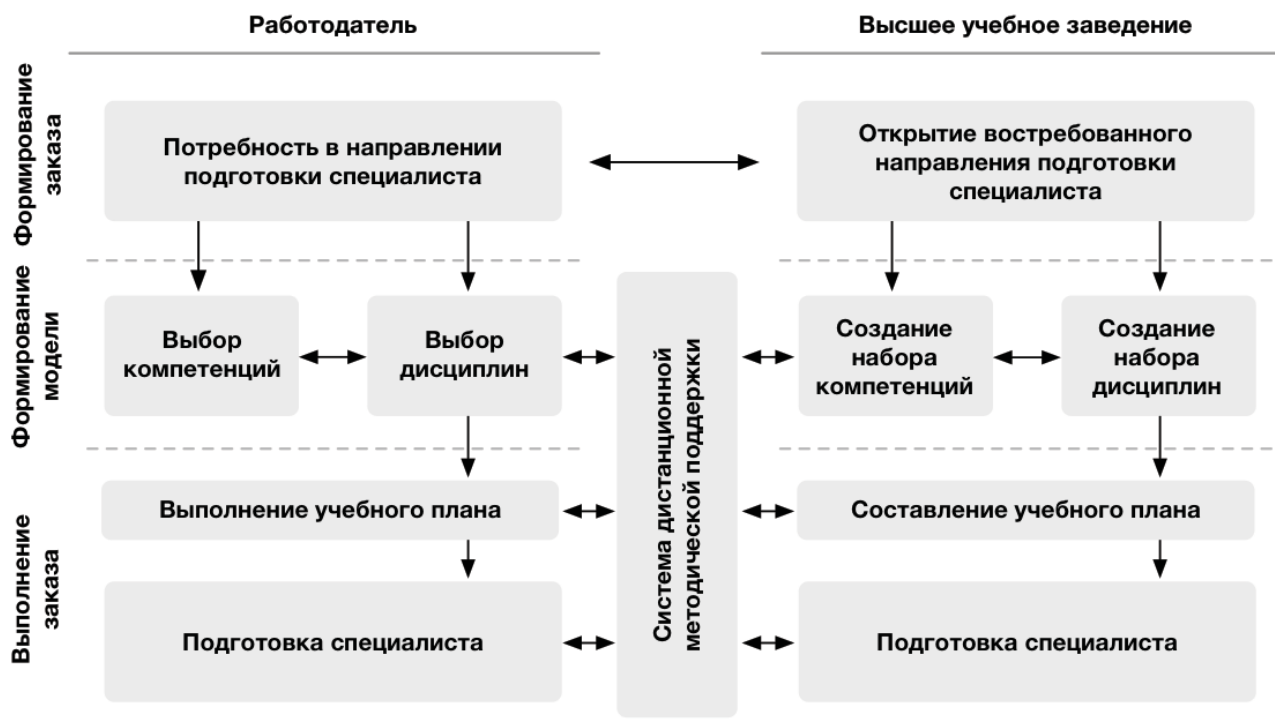 Работодатель
Высшее учебное заведение
Формирование
заказа
Потребность в направлении
подготовки специалиста
Открытие востребованного
направления подготовки
специалиста
Формирование
модели
Выбор
компетенций
Выбор
дисциплин
Система дистанционной
методической поддержки
Создание
набора
компетенций
Создание
набора
дисциплин
Выполнение
заказа
Выполнение учебного плана
Составление учебного плана
Подготовка специалиста
Подготовка специалиста